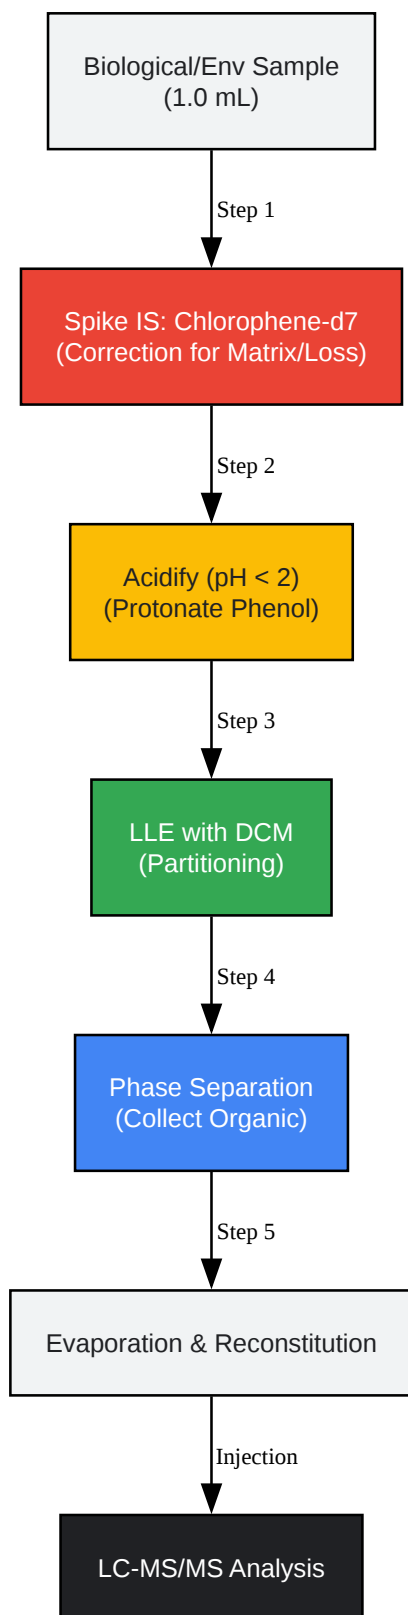 Biological/Env Sample
(1.0 mL)
Step 1
Spike IS: Chlorophene-d7
(Correction for Matrix/Loss)
Step 2
Acidify (pH < 2)
(Protonate Phenol)
Step 3
LLE with DCM
(Partitioning)
Step 4
Phase Separation
(Collect Organic)
Step 5
Evaporation & Reconstitution
Injection
LC-MS/MS Analysis